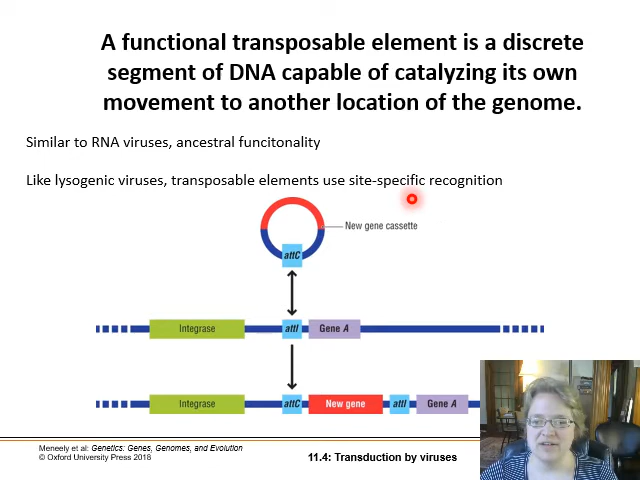 A functional transposable element is a discrete
segment of DNA capable of catalyzing its own
movement to another location of the genome.
Similar to RNA viruses, ancestral funcitonality
Like lysogenic viruses, transposable elements use site-specific recognition
New gene cassette
attC
Integrase
attI
Gene A
Integrase
attC
New gene
attI
Gene A
Meneely et al: Genetics: Genes, Genomes, and Evolution
© Oxford University Press 2018
11.4: Transduction by viruses